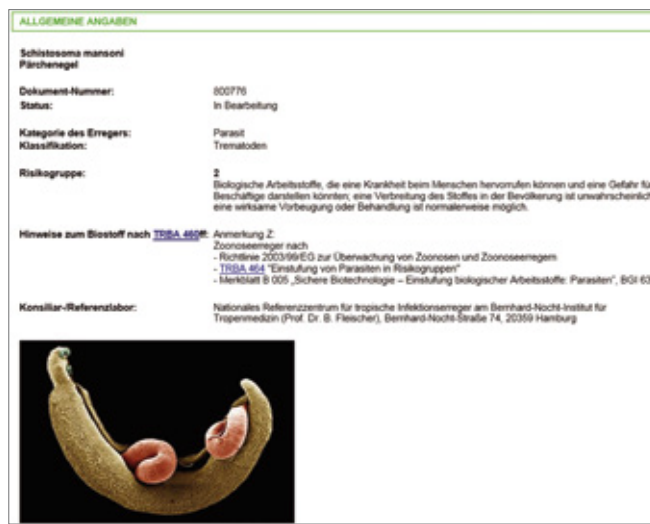 ALLGEMEINE ANGABEN
Schistosoma mansoni
Pärchenegel
Dokument-Nummer: 800776
Status: In Bearbeitung
Kategorie des Erregers: Parasit
Klassifikation: Trematoden
Risikogruppe: 2
Biologische Arbeitsstoffe, die eine Krankheit beim Menschen hervorrufen können und eine Gefahr fü
Beschäftige darstellen könnten; eine Verbreitung des Stoffes in der Bevölkerung ist unwahrscheinlich
eine wirksame Vorbeugung oder Behandlung ist normalerweise möglich.
Hinweise zum Biostoff nach TRBA 460ff: Anmerkung Z:
Zoonoseerreger nach
- Richtlinie 2003/99/EG zur Überwachung von Zoonosen und Zoonoseerregern
- TRBA 464 "Einstufung von Parasiten in Risikogruppen"
- Merkblatt B 005 „Sichere Biotechnologie – Einstufung biologischer Arbeitsstoffe: Parasiten", BGI 63
Konsiliar-/Referenzlabor: Nationales Referenzzentrum für tropische Infektionserreger am Bernhard-Nocht-Institut für
Tropenmedizin (Prof. Dr. B. Fleischer), Bernhard-Nocht-Straße 74, 20359 Hamburg